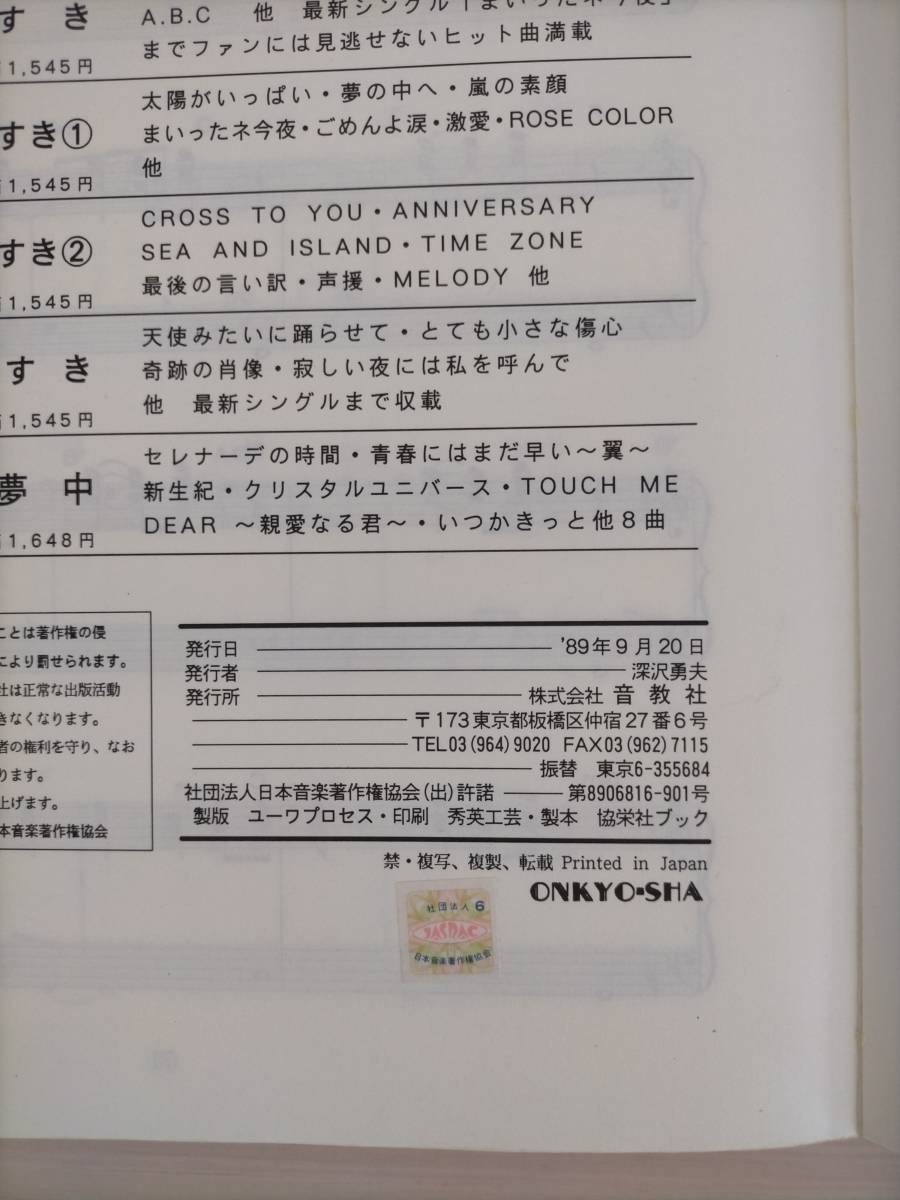 すき
A.B.C 他 最新シングル「まいったネ今夜」
までファンには見逃せないヒット曲満載
1,545円
太陽がいっぱい・夢の中へ・嵐の素顔
すき①
まいったネ今夜・ごめんよ涙・激愛・ROSE COLOR
他
1,545円
CROSS TO YOU・ANNIVERSARY
すき②
SEA AND ISLAND・TIME ZONE
最後の言い訳・声援・MELODY 他
1,545円
天使みたいに踊らせて・とても小さな傷心
すき
奇跡の肖像・寂しい夜には私を呼んで
他 最新シングルまで収載
1,545円
セレナーデの時間・青春にはまだ早い～翼～
夢中
新生紀・クリスタルユニバース・TOUCH ME
DEAR ～親愛なる君～・いつかきっと他8曲
1,648円
ことは著作権の侵
により罰せられます。
社は正常な出版活動
きなくなります。
者の権利を守り、なお
ります。
上げます。
本音楽著作権協会
発行日 '89年9月20日
発行者 深沢勇夫
発行所 株式会社 音教社
〒173東京都板橋区仲宿27番6号
TEL03(964)9020 FAX03(962)7115
振替 東京6-355684
社団法人日本音楽著作権協会(出)許諾 第8906816-901号
製版 ユーワプロセス・印刷 秀英工芸・製本 協栄社ブック
禁・複写、複製、転載 Printed in Japan
ONKYO-SHA
社団法人 6
JASRAC
日本音楽著作権協会